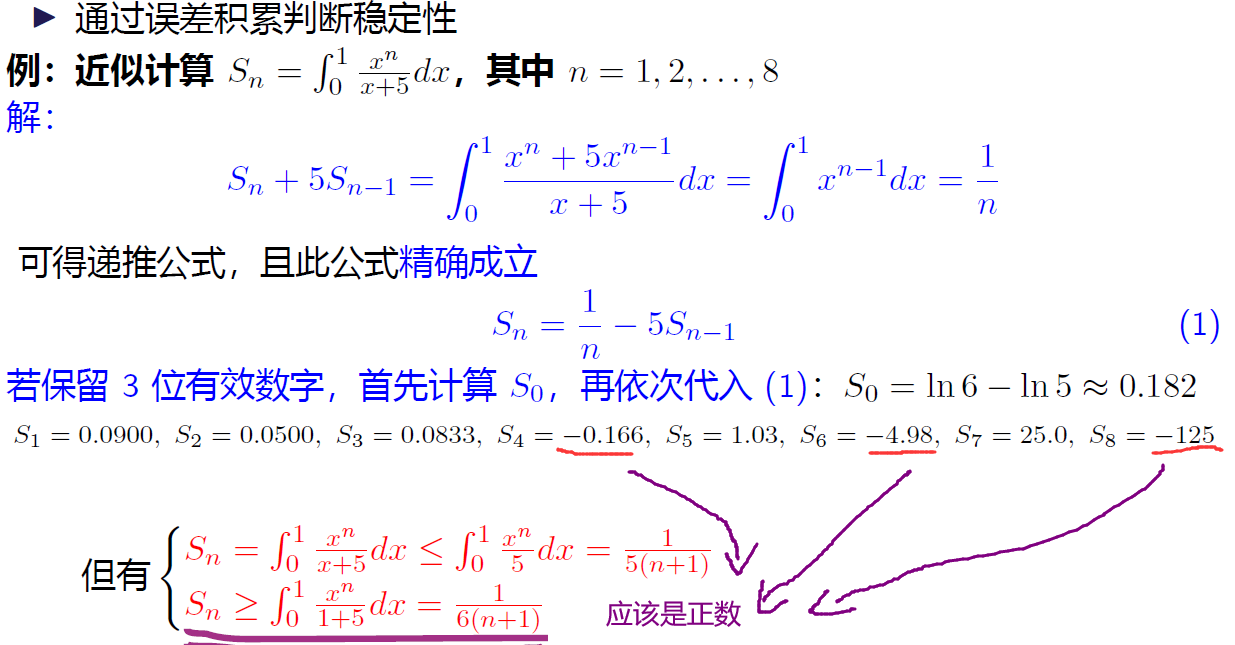 ▶ 通过误差积累判断稳定性
例：近似计算 $S_n = \int_0^1 \frac{x^n}{x+5}dx$，其中 $n = 1, 2, \ldots, 8$
解：
$S_n + 5S_{n-1} = \int_0^1 \frac{x^n + 5x^{n-1}}{x+5}dx = \int_0^1 x^{n-1}dx = \frac{1}{n}$
可得递推公式，且此公式精确成立
$S_n = \frac{1}{n} - 5S_{n-1}$ (1)
若保留 3 位有效数字，首先计算 $S_0$，再依次代入 (1)：$S_0 = \ln 6 - \ln 5 \approx 0.182$
$S_1 = 0.0900,\ S_2 = 0.0500,\ S_3 = 0.0833,\ S_4 = -0.166,\ S_5 = 1.03,\ S_6 = -4.98,\ S_7 = 25.0,\ S_8 = -125$
$S_n = \int_0^1 \frac{x^n}{x+5}dx \leq \int_0^1 \frac{x^n}{5}dx = \frac{1}{5(n+1)}$
但有
$S_n \geq \int_0^1 \frac{x^n}{1+5}dx = \frac{1}{6(n+1)}$
应该是正数